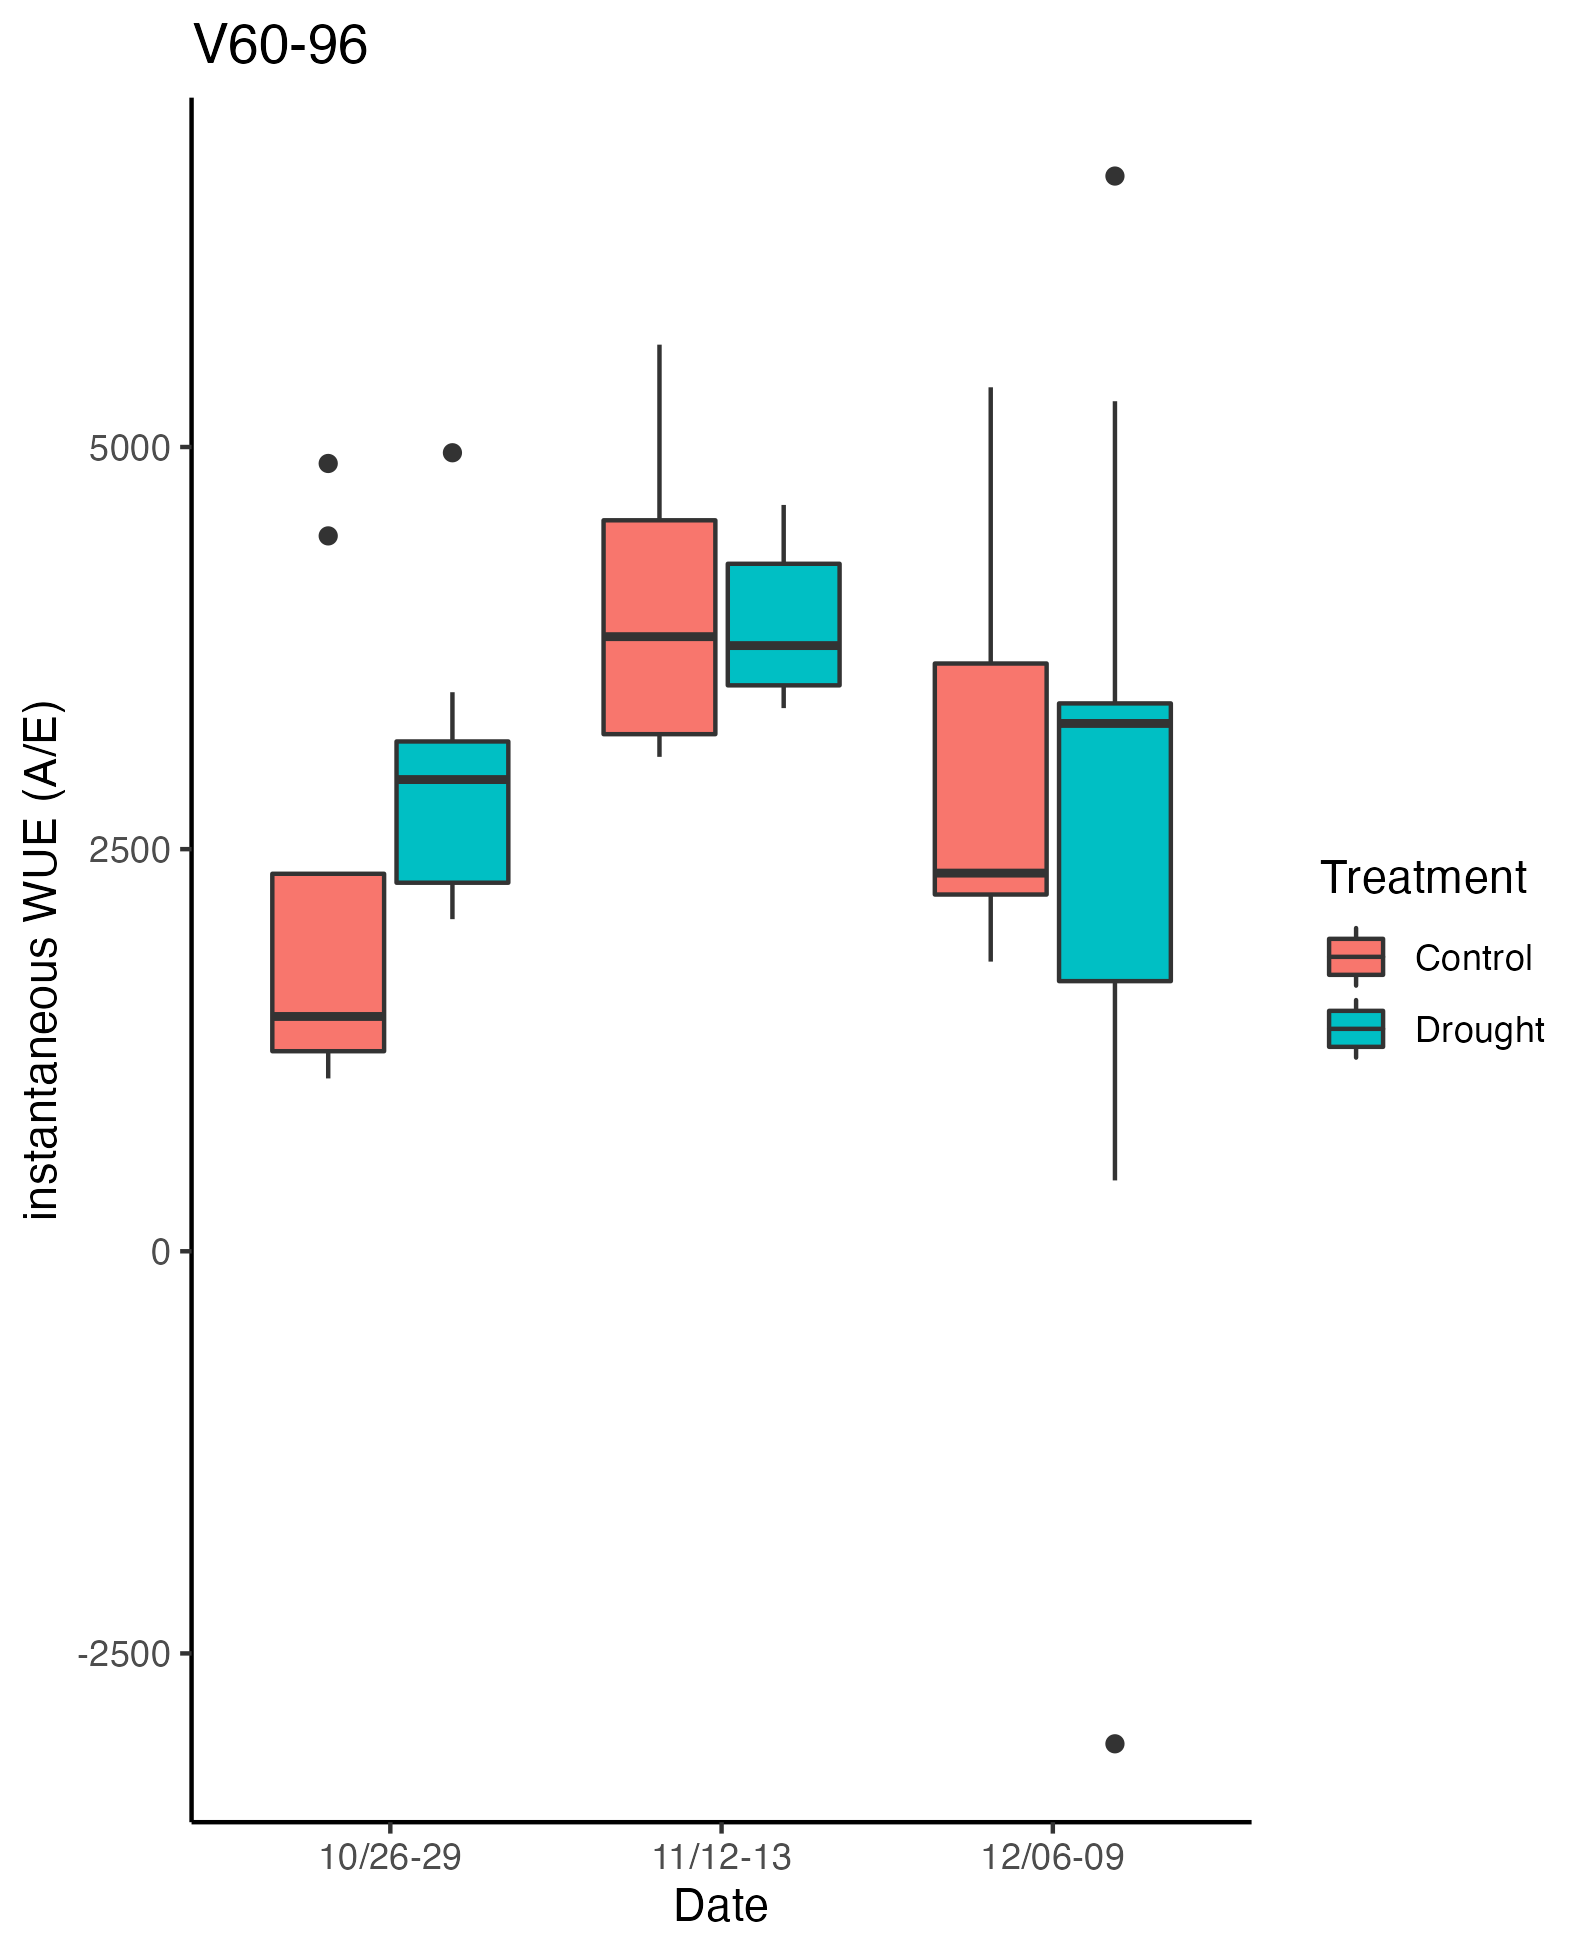 V60-96
instantaneous WUE (A/E)
5000
2500
0
-2500
10/26-29 11/12-13 12/06-09
Date
Treatment
Control
Drought